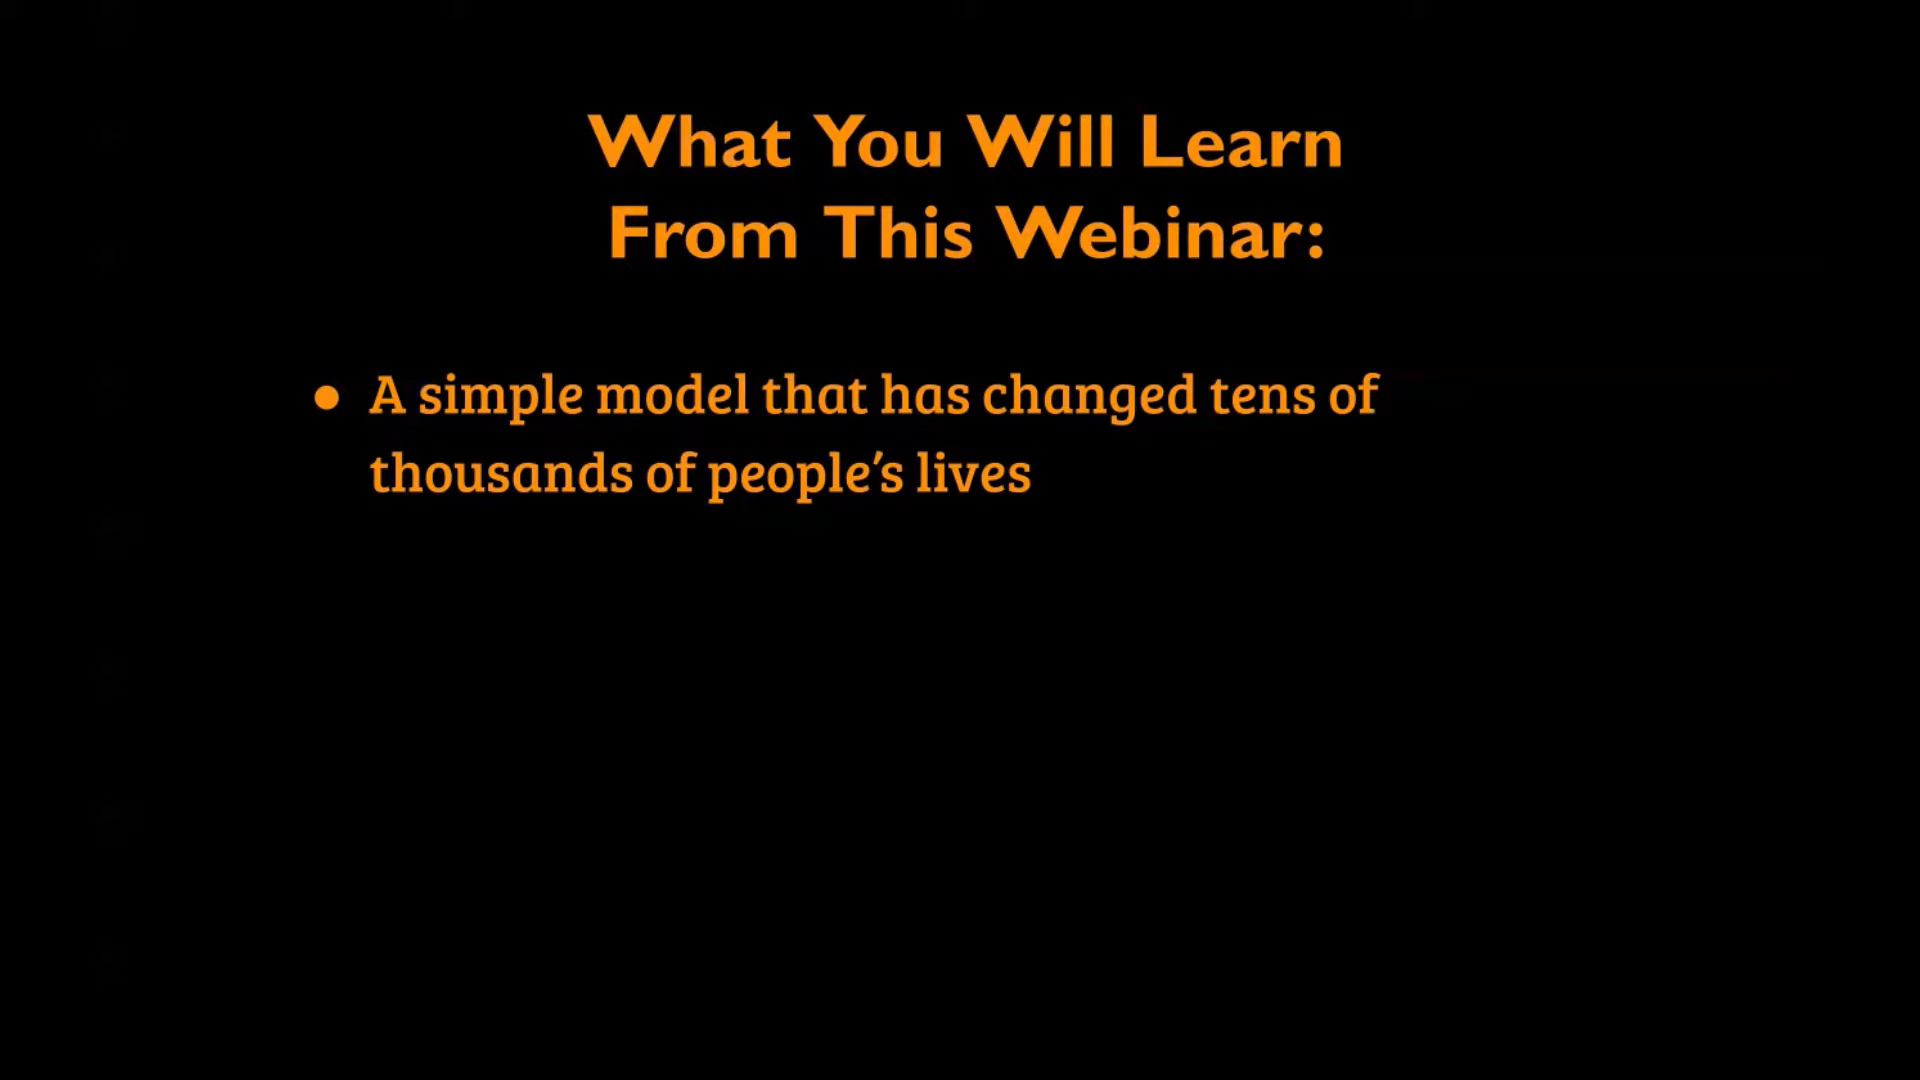 What You Will Learn
From This Webinar:
● A simple model that has changed tens of
thousands of people’s lives